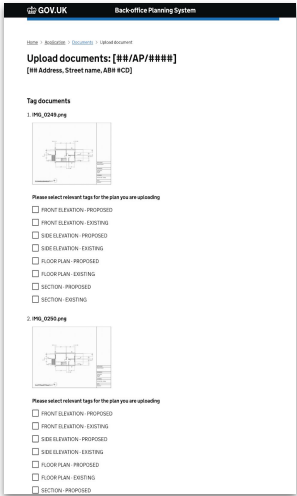 GOV.UK Back-office Planning System
Home / Application / Documents / Upload document
Upload documents: [##/AP/####]
[## Address, Street name, AB# #CD]
Tag documents
1. IMG_0249.png
Please select relevant tags for the plan you are uploading
FRONT ELEVATION - PROPOSED
FRONT ELEVATION - EXISTING
SIDE ELEVATION - PROPOSED
SIDE ELEVATION - EXISTING
FLOOR PLAN - PROPOSED
FLOOR PLAN - EXISTING
SECTION - PROPOSED
SECTION - EXISTING
2. IMG_0250.png
Please select relevant tags for the plan you are uploading
FRONT ELEVATION - PROPOSED
FRONT ELEVATION - EXISTING
SIDE ELEVATION - PROPOSED
SIDE ELEVATION - EXISTING
FLOOR PLAN - PROPOSED
FLOOR PLAN - EXISTING
SECTION - PROPOSED